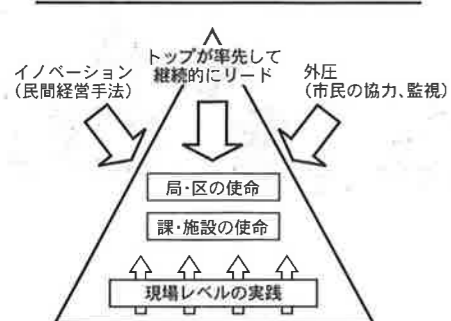 トップが率先して
継続的にリード
イノベーション
(民間経営手法)
外圧
(市民の協力、監視)
局・区の使命
課・施設の使命
現場レベルの実践